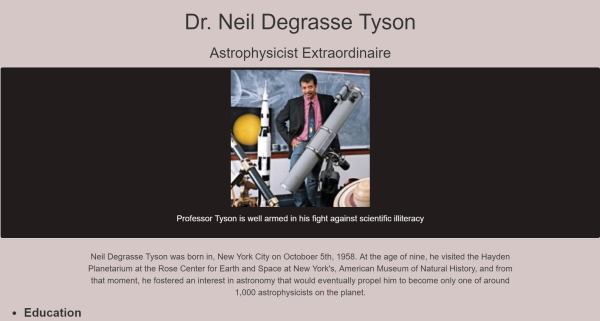 Dr. Neil Degrasse Tyson
Astrophysicist Extraordinaire
Professor Tyson is well armed in his fight against scientific illiteracy
Neil Degrasse Tyson was born in, New York City on Octoboer 5th, 1958. At the age of nine, he visited the Hayden
Planetarium at the Rose Center for Earth and Space at New York's, American Museum of Natural History, and from
that moment, he fostered an interest in astronomy that would eventually propel him to become only one of around
1,000 astrophysicists on the planet.
• Education